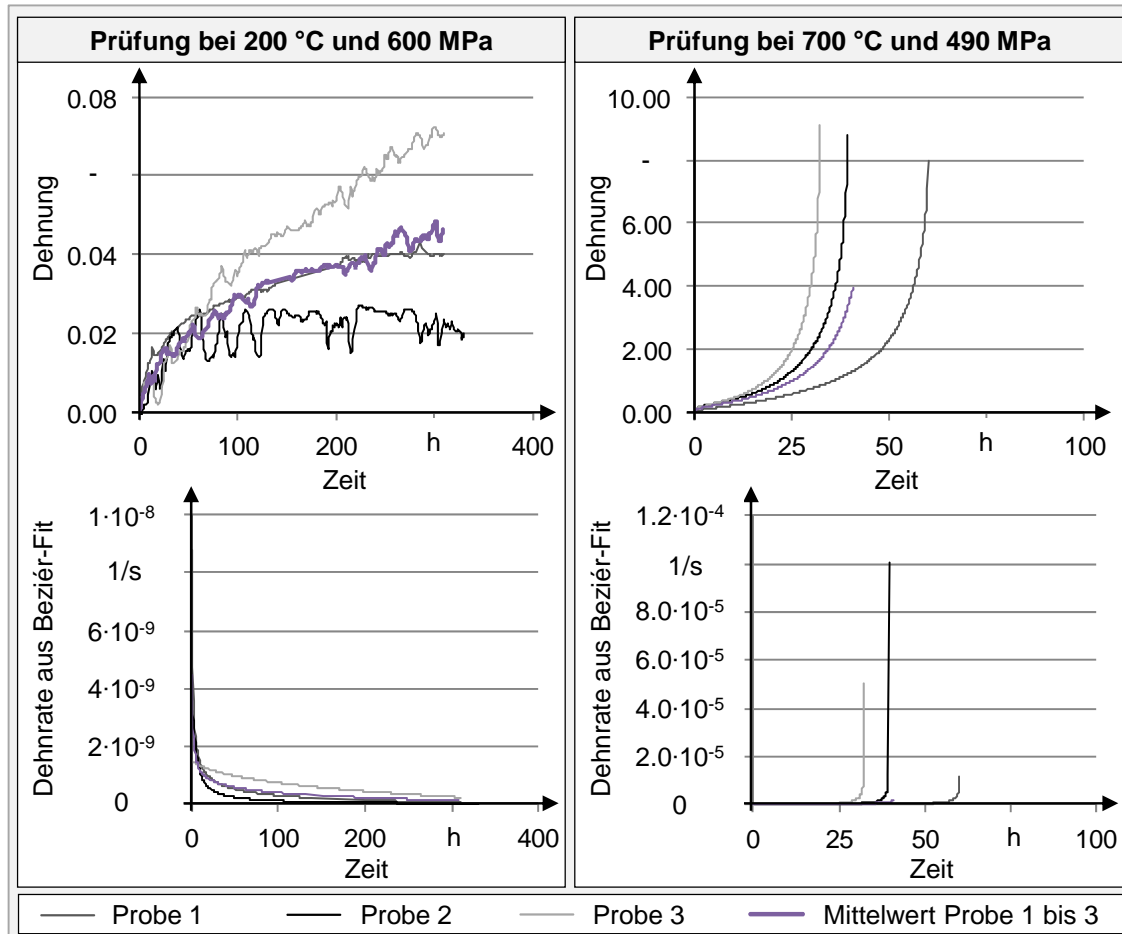 Prüfung bei 200 °C und 600 MPa
0.08
-
0.04
0.02
0.00
Dehnung
0
100
200
h
400
Zeit
1·10⁻⁸
1/s
6·10⁻⁹
4·10⁻⁹
2·10⁻⁹
0
Dehnrate aus Beziér-Fit
0
100
200
h
400
Zeit
Prüfung bei 700 °C und 490 MPa
10.00
-
6.00
4.00
2.00
0.00
Dehnung
0
25
50
h
100
Zeit
1.2·10⁻⁴
1/s
8.0·10⁻⁵
6.0·10⁻⁵
4.0·10⁻⁵
2.0·10⁻⁵
0
Dehnrate aus Beziér-Fit
0
25
50
h
100
Zeit
Probe 1
Probe 2
Probe 3
Mittelwert Probe 1 bis 3